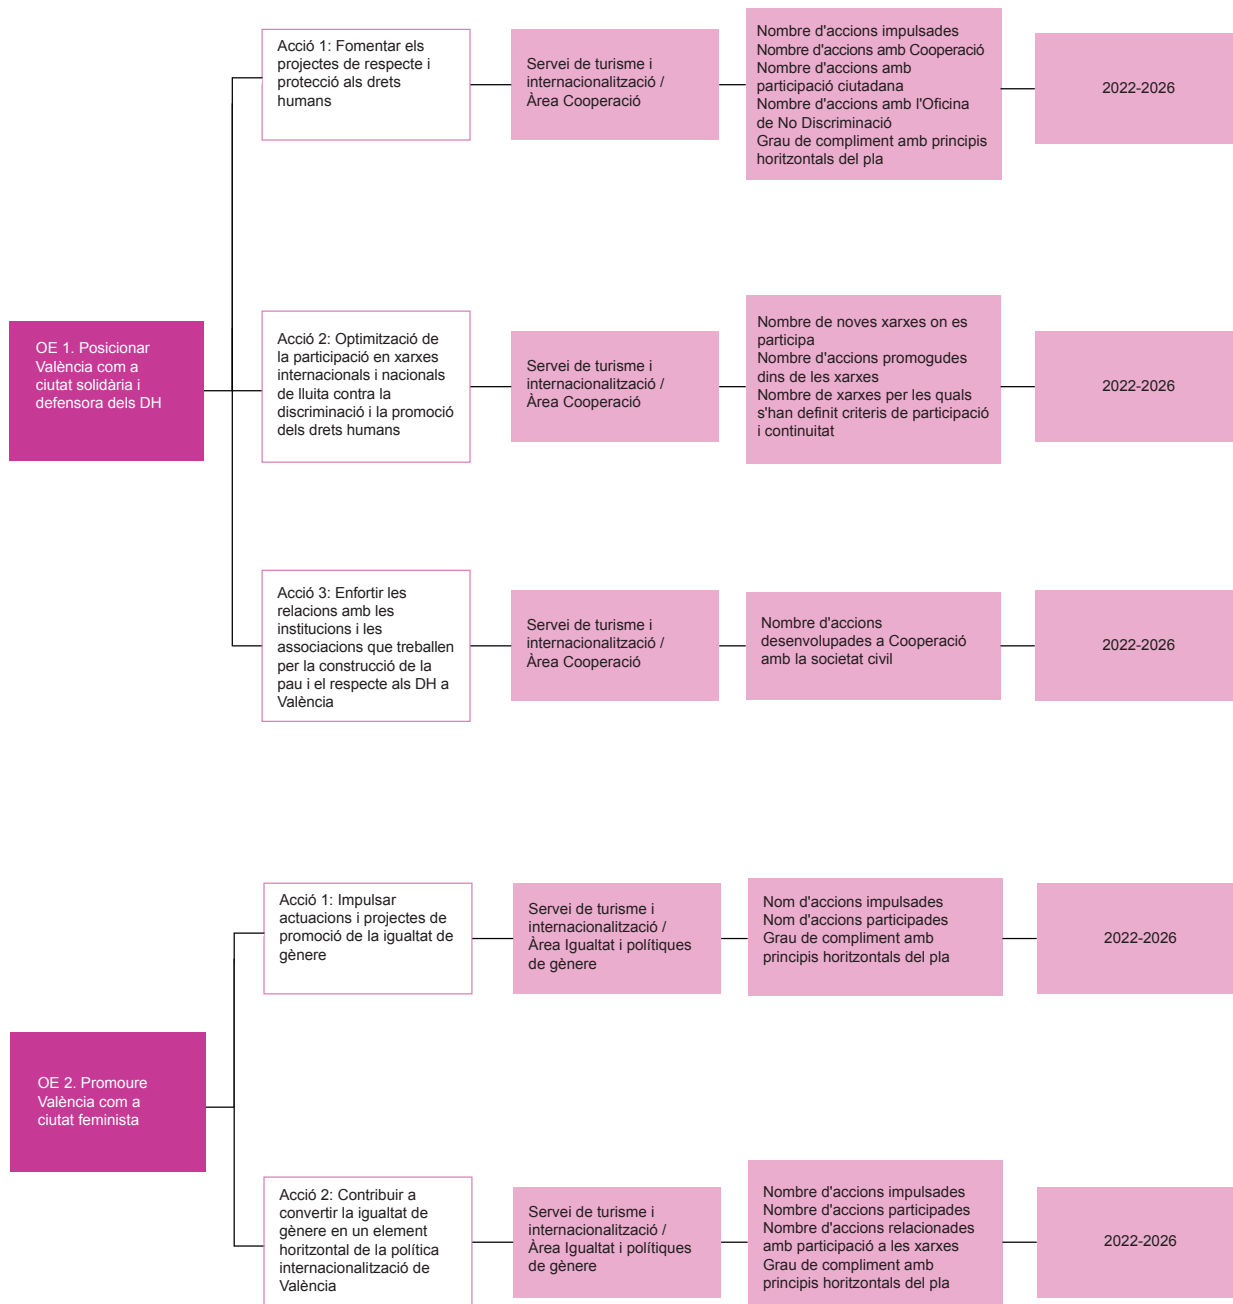 OE 1. Posicionar
València com a
ciutat solidària i
defensora dels DH
Acció 1: Fomentar els
projectes de respecte i
protecció als drets
humans
Servei de turisme i
internacionalització /
Àrea Cooperació
Nombre d'accions impulsades
Nombre d'accions amb Cooperació
Nombre d'accions amb
participació ciutadana
Nombre d'accions amb l'Oficina
de No Discriminació
Grau de compliment amb principis
horitzontals del pla
2022-2026
Acció 2: Optimització de
la participació en xarxes
internacionals i nacionals
de lluita contra la
discriminació i la promoció
dels drets humans
Servei de turisme i
internacionalització /
Àrea Cooperació
Nombre de noves xarxes on es
participa
Nombre d'accions promogudes
dins de les xarxes
Nombre de xarxes per les quals
s'han definit criteris de participació
i continuitat
2022-2026
Acció 3: Enfortir les
relacions amb les
institucions i les
associacions que treballen
per la construcció de la
pau i el respecte als DH a
València
Servei de turisme i
internacionalització /
Àrea Cooperació
Nombre d'accions
desenvolupades a Cooperació
amb la societat civil
2022-2026
OE 2. Promoure
València com a
ciutat feminista
Acció 1: Impulsar
actuacions i projectes de
promoció de la igualtat de
gènere
Servei de turisme i
internacionalització /
Àrea Igualtat i polítiques
de gènere
Nom d'accions impulsades
Nom d'accions participades
Grau de compliment amb
principis horitzontals del pla
2022-2026
Acció 2: Contribuir a
convertir la igualtat de
gènere en un element
horitzontal de la política
internacionalització de
València
Servei de turisme i
internacionalització /
Àrea Igualtat i polítiques
de gènere
Nombre d'accions impulsades
Nombre d'accions participades
Nombre d'accions relacionades
amb participació a les xarxes
Grau de compliment amb
principis horitzontals del pla
2022-2026